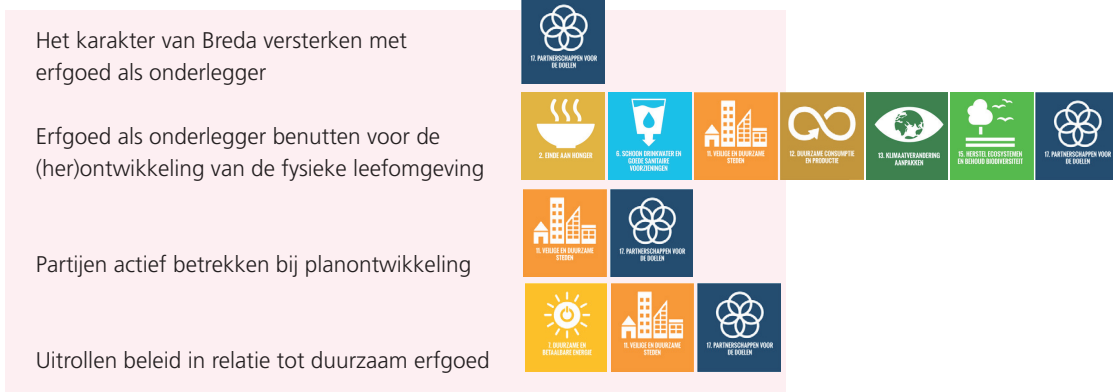 Het karakter van Breda versterken met
erfgoed als onderlegger
17. PARTNERSCHAPPEN VOOR
DE DOELEN
Erfgoed als onderlegger benutten voor de
(her)ontwikkeling van de fysieke leefomgeving
2. EINDE AAN HONGER
6. SCHOON DRINKWATER EN
GOEDE SANITAIRE
VOORZIENINGEN
11. VEILIGE EN DUURZAME
STEDEN
12. DUURZAME CONSUMPTIE
EN PRODUCTIE
13. KLIMAATVERANDERING
AANPAKKEN
15. HERSTEL ECOSYSTEMEN
EN BEHOUD BIODIVERSITEIT
17. PARTNERSCHAPPEN VOOR
DE DOELEN
Partijen actief betrekken bij planontwikkeling
11. VEILIGE EN DUURZAME
STEDEN
17. PARTNERSCHAPPEN VOOR
DE DOELEN
Uitrollen beleid in relatie tot duurzaam erfgoed
7. DUURZAME EN
BETAALBARE ENERGIE
11. VEILIGE EN DUURZAME
STEDEN
17. PARTNERSCHAPPEN VOOR
DE DOELEN